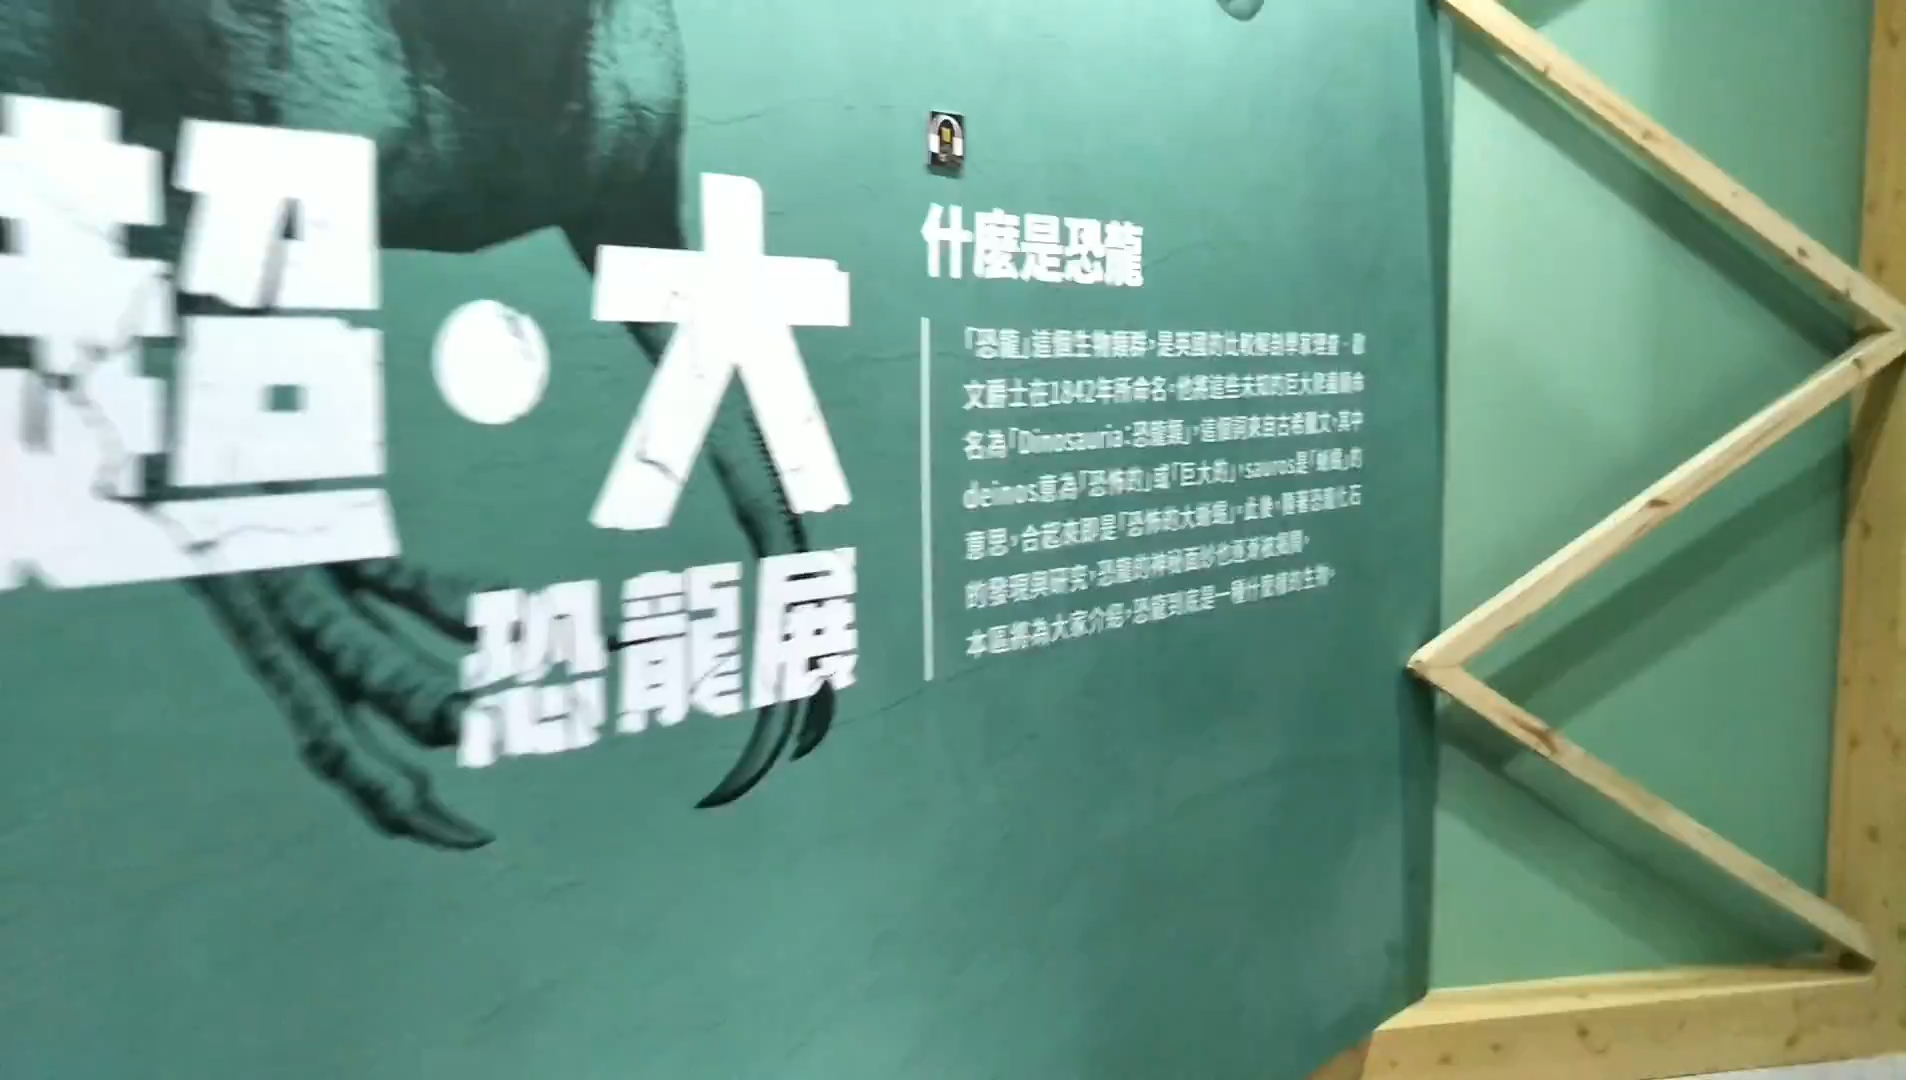 超・大
恐龍展
什麼是恐龍
「恐龍」這個生物類群，是英國的比較解剖學家理查・歐
文爵士在1842年所命名。他將這些未知的巨大爬蟲類命
名為「Dinosauria：恐龍類」，這個詞來自古希臘文，其中
deinos意為「恐怖的」或「巨大的」，sauros是「蜥蜴」的
意思，合起來即是「恐怖的大蜥蜴」。此後，隨著恐龍化石
的發現與研究，恐龍的神秘面紗也逐漸被揭開。
本區將為大家介紹，恐龍到底是一種什麼樣的生物。